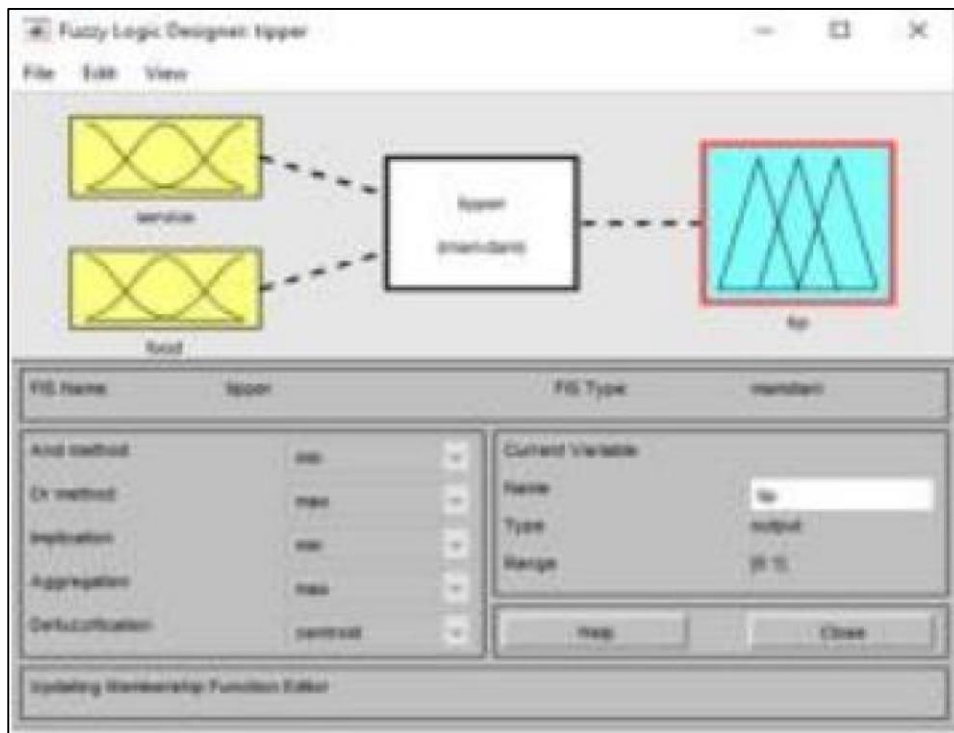 Fuzzy Logic Designer: tipper
File Edit View
service
tipper
(mamdani)
food
tip
FIS Name tipper FIS Type mamdani
And method min
Or method max
Implication min
Aggregation max
Defuzzification centroid
Current Variable
Name tip
Type output
Range [0 1]
Help Close
Updating Membership Function Editor